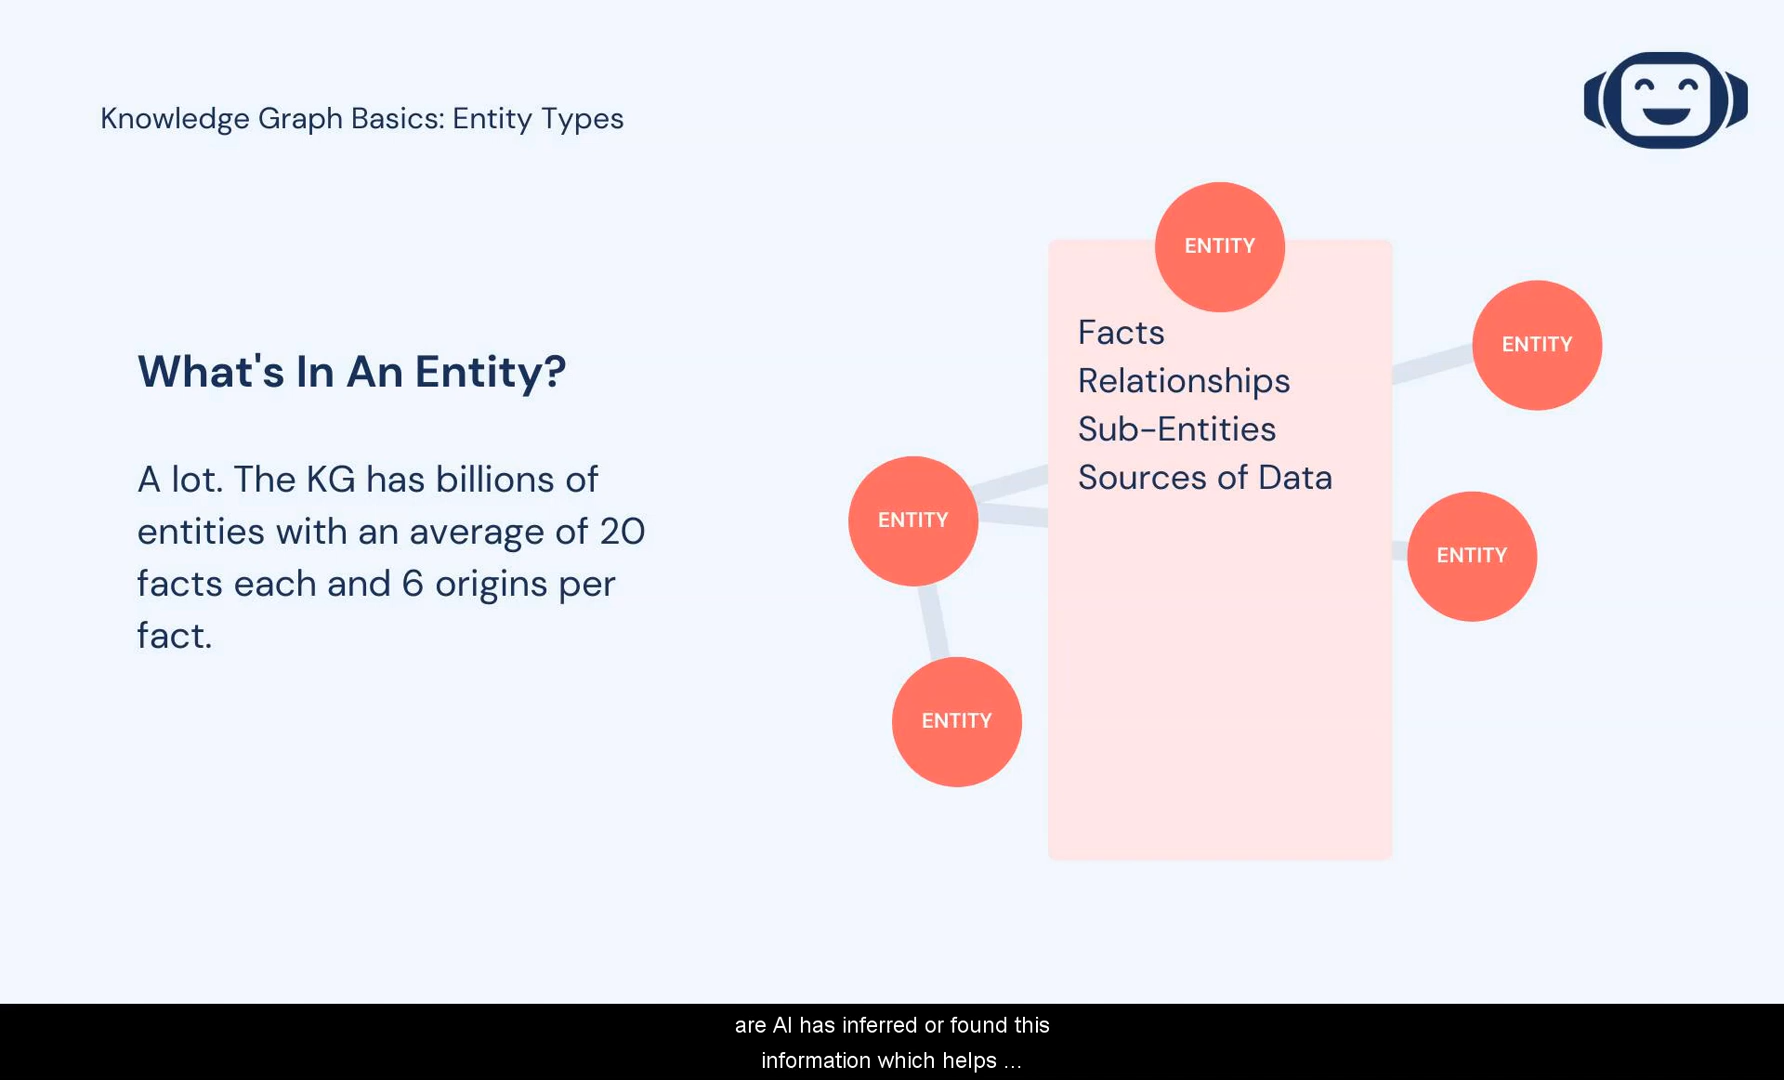 Knowledge Graph Basics: Entity Types
What's In An Entity?
A lot. The KG has billions of
entities with an average of 20
facts each and 6 origins per
fact.
ENTITY
Facts
Relationships
Sub-Entities
Sources of Data
ENTITY
ENTITY
ENTITY
ENTITY
are AI has inferred or found this
information which helps ...